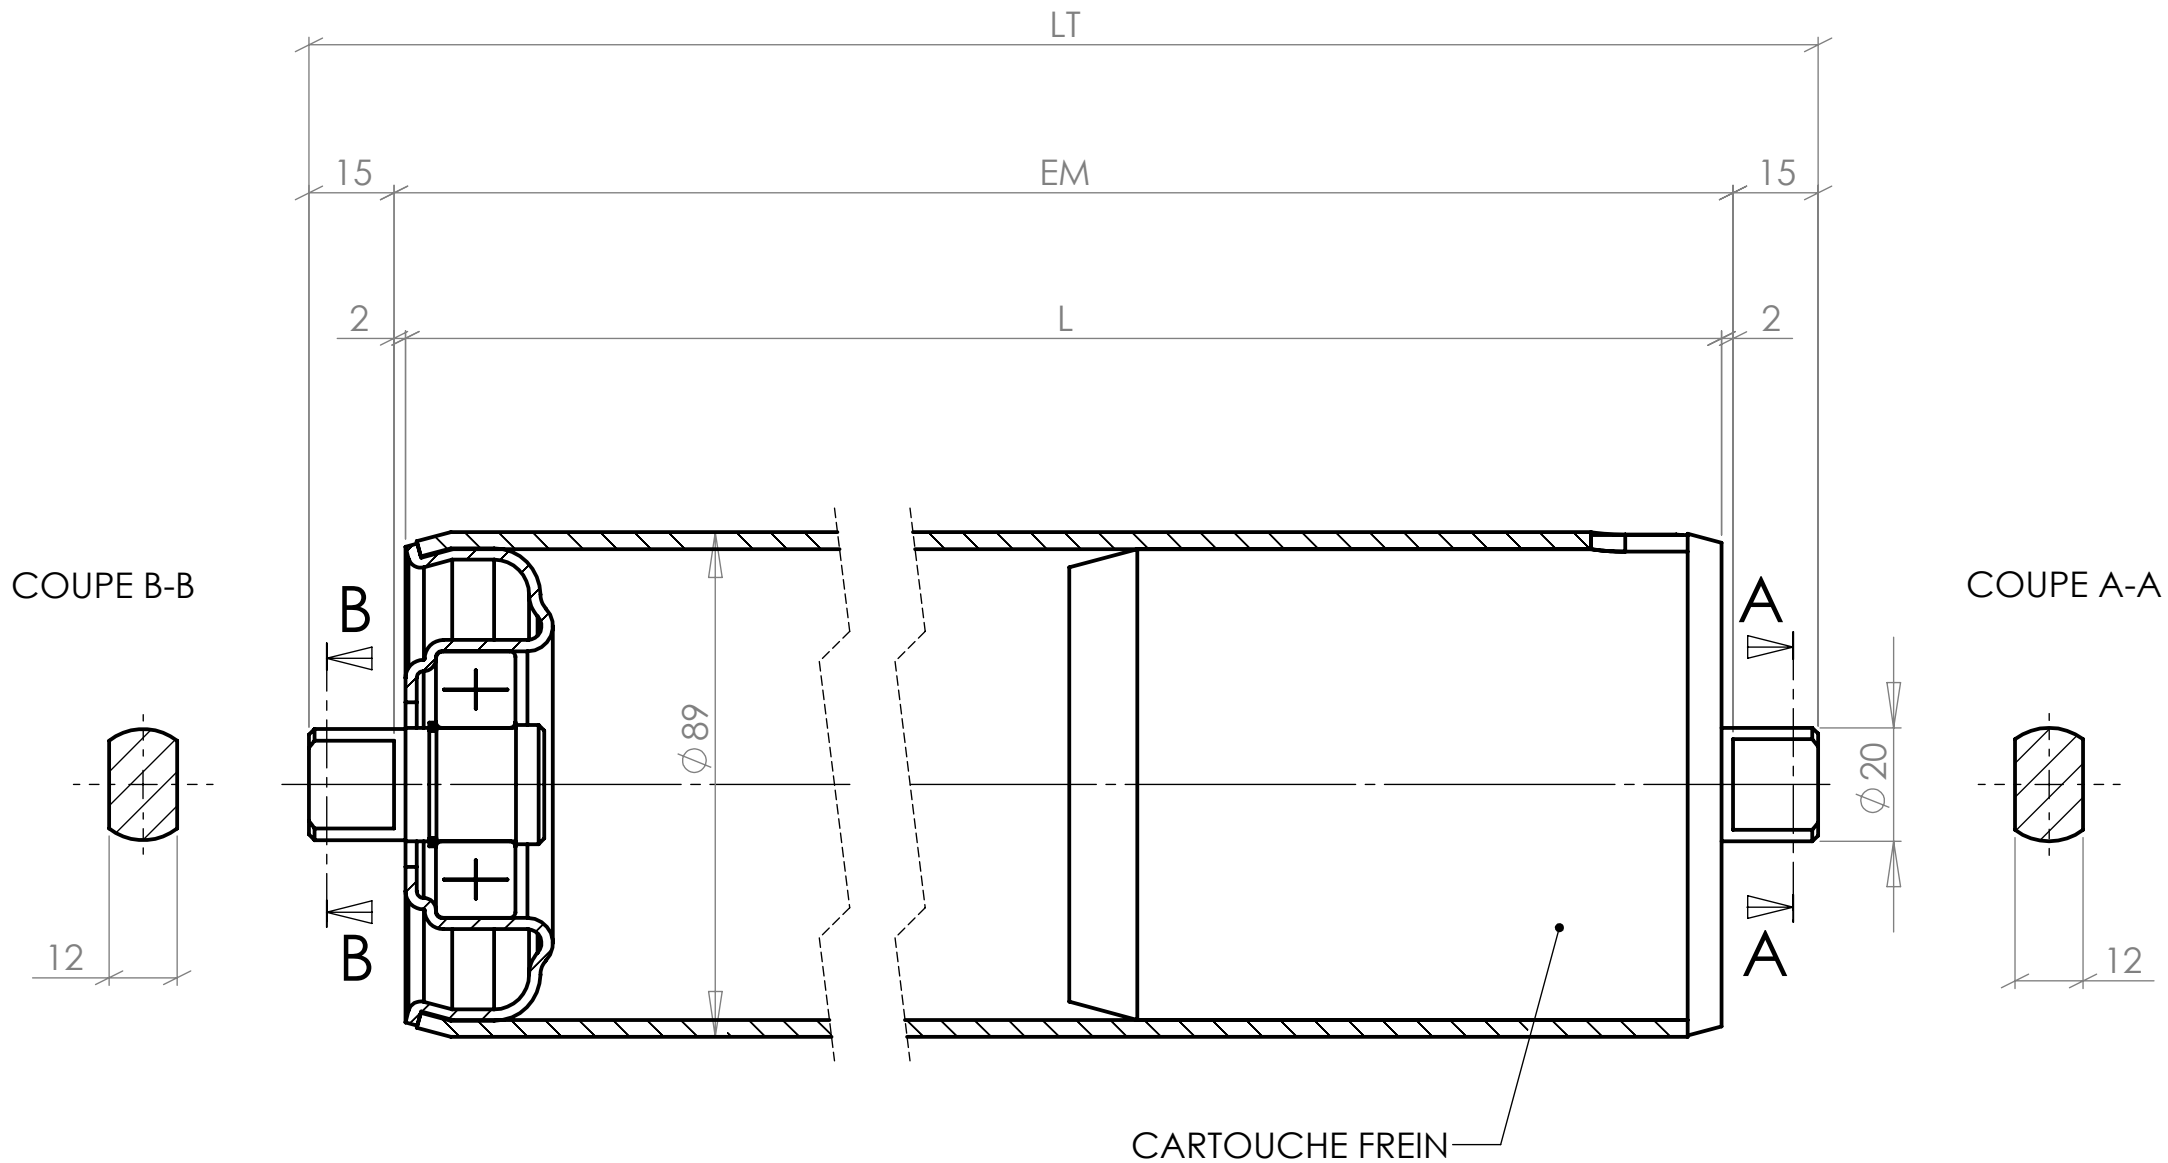 LT
15 EM 15
2 L 2
COUPE B-B
B
A
COUPE A-A
∅89
∅20
12
B
A
12
CARTOUCHE FREIN